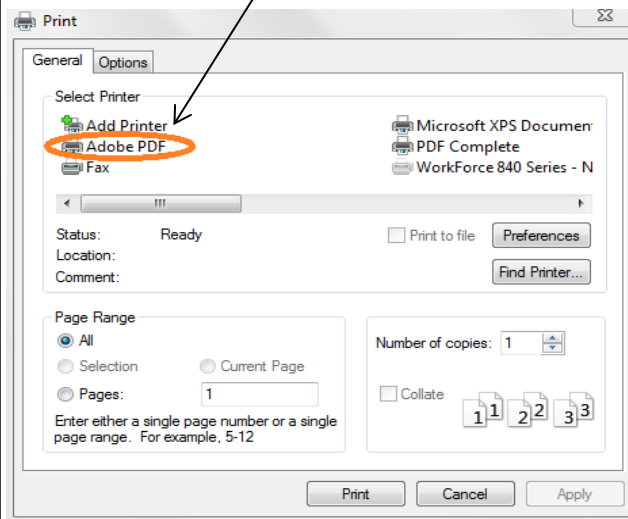 Print
General Options
Select Printer
Add Printer
Adobe PDF
Fax
Microsoft XPS Documen
PDF Complete
WorkForce 840 Series - N
Status: Ready
Location:
Comment:
Print to file
Preferences
Find Printer...
Page Range
All
Selection
Current Page
Pages: 1
Enter either a single page number or a single
page range. For example, 5-12
Number of copies: 1
Collate
1 1 2 2 3 3
Print Cancel Apply